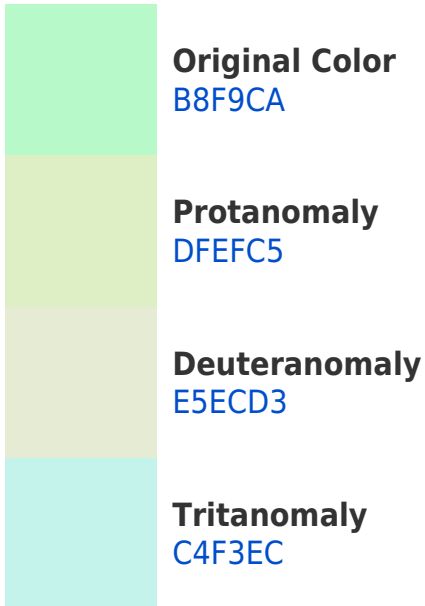 Original Color
B8F9CA
Protanomaly
DFEFC5
Deuteranomaly
E5ECD3
Tritanomaly
C4F3EC